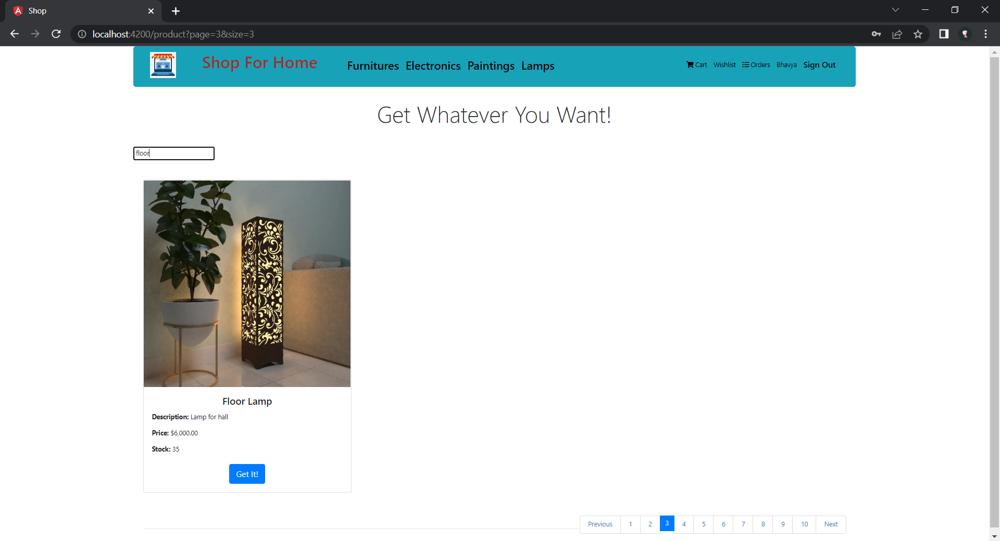 Shop
localhost:4200/product?page=3&size=3
Shop For Home Furnitures Electronics Paintings Lamps Cart Wishlist Orders Bhavya Sign Out
Get Whatever You Want!
floor
Floor Lamp
Description: Lamp for hall
Price: $6,000.00
Stock: 35
Get It!
Previous 1 2 3 4 5 6 7 8 9 10 Next